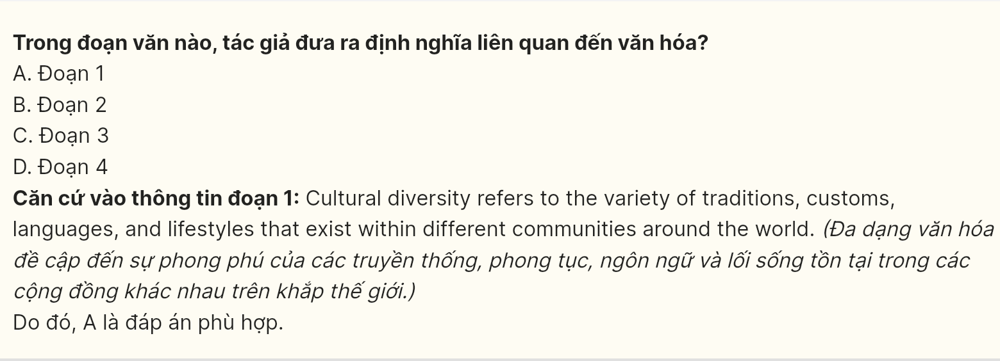 Trong đoạn văn nào, tác giả đưa ra định nghĩa liên quan đến văn hóa?
A. Đoạn 1
B. Đoạn 2
C. Đoạn 3
D. Đoạn 4
Căn cứ vào thông tin đoạn 1: Cultural diversity refers to the variety of traditions, customs,
languages, and lifestyles that exist within different communities around the world. (Đa dạng văn hóa
đề cập đến sự phong phú của các truyền thống, phong tục, ngôn ngữ và lối sống tồn tại trong các
cộng đồng khác nhau trên khắp thế giới.)
Do đó, A là đáp án phù hợp.